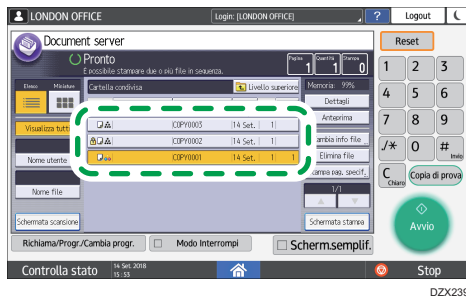 LONDON OFFICE
Login: [LONDON OFFICE]
?
Logout
Document server
Pronto
È possibile stampare due o più file in sequenza.
Pagina
Quantità
Stampa
1
1
0
Reset
Elenco
Miniature
Cartella condivisa
Livello superiore
Memoria: 99%
Dettagli
Anteprima
Visualizza tutti
COPY0003
14 Set.
1
COPY0002
14 Set.
1
Cambia info file
COPY0001
14 Set.
1
1
Elimina file
Nome utente
Stampa pag. specif.
Nome file
1/1
Schermata scansione
Schermata stampa
Richiama/Progr./Cambia progr.
Modo Interrompi
Scherm.semplif.
1
2
3
4
5
6
7
8
9
./*
0
#
Invio
C
Chiaro
Copia di prova
Avvio
Controlla stato
14 Set. 2018
15:53
Stop
DZX239